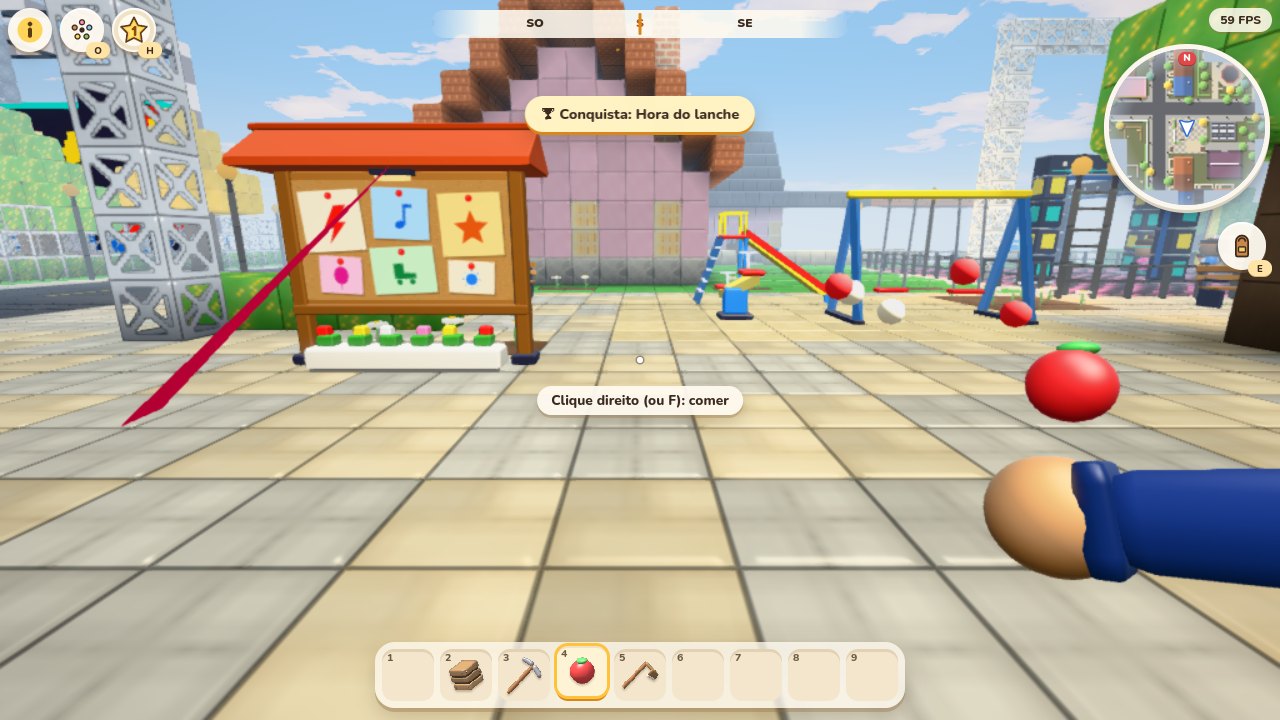 SO
S
SE
59 FPS
1
O
H
N
Conquista: Hora do lanche
E
Clique direito (ou F): comer
1
2
3
4
5
6
7
8
9